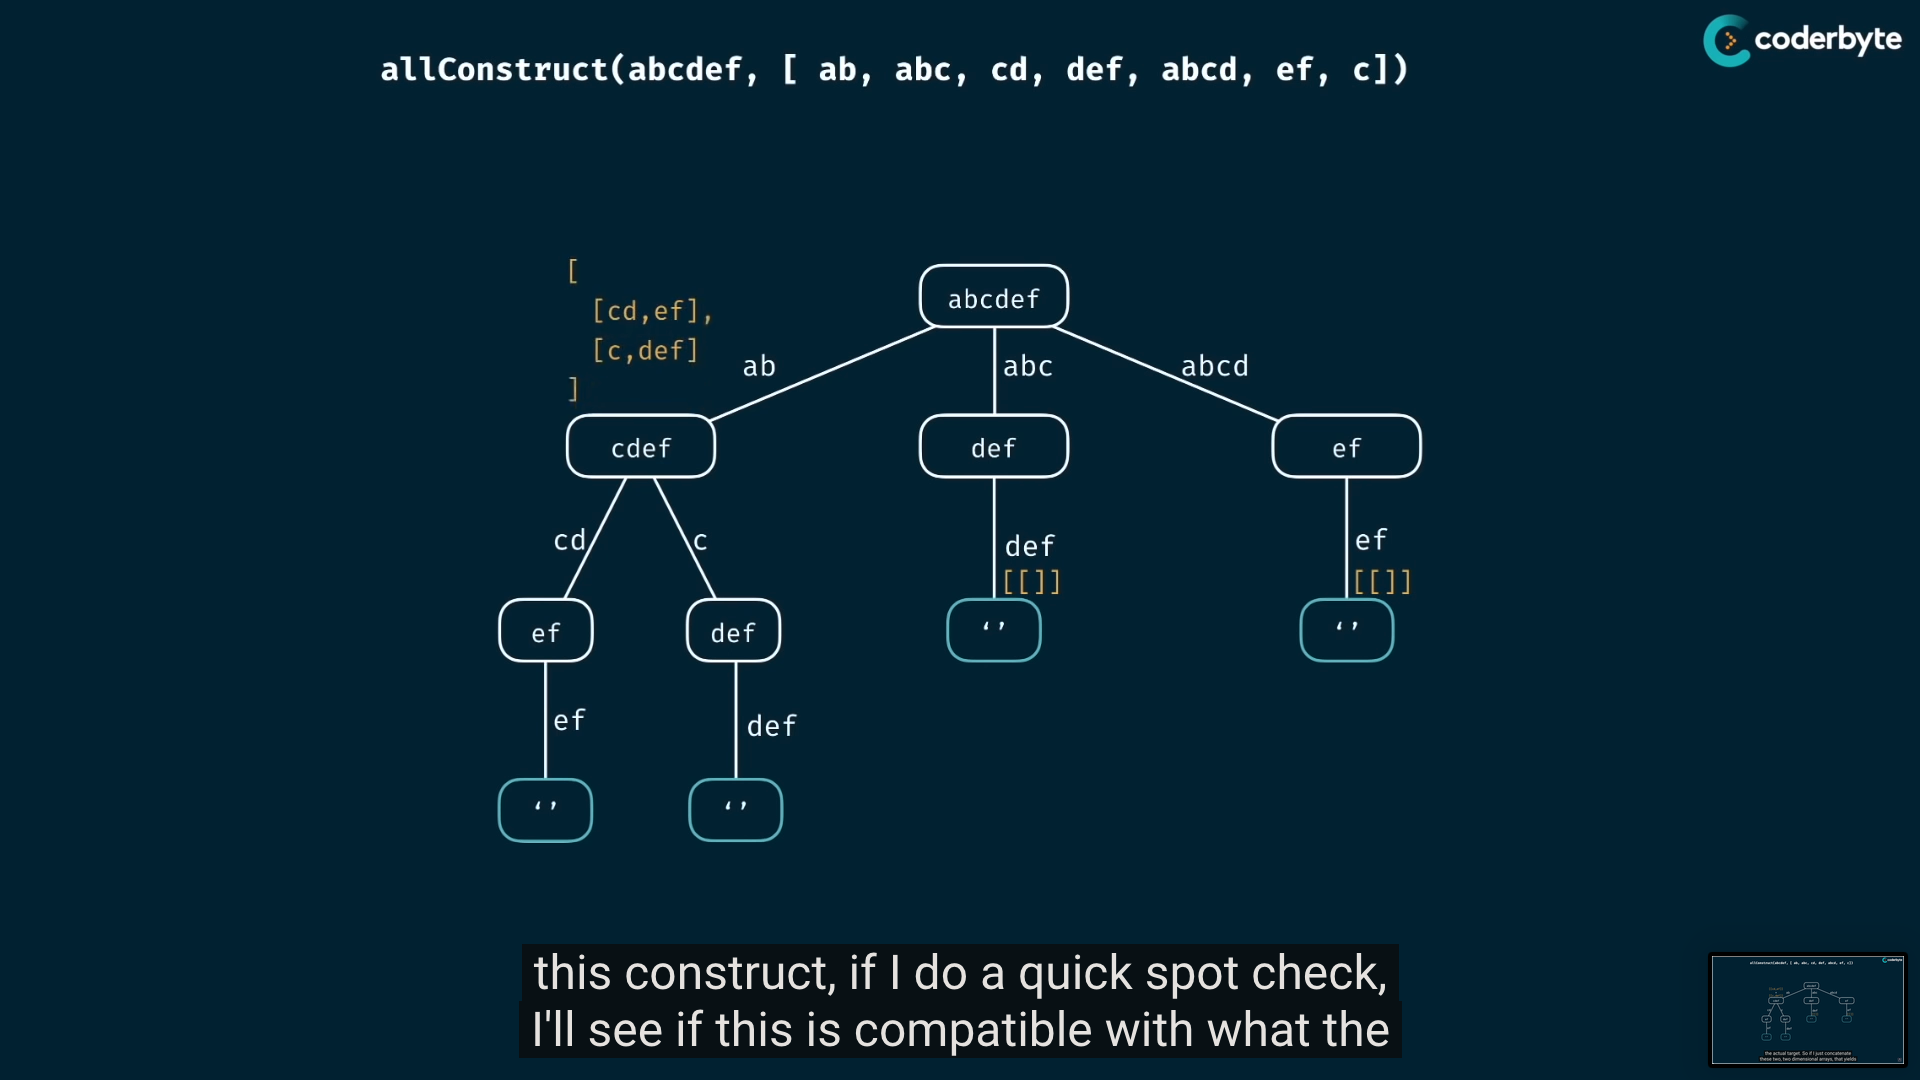 coderbyte
allConstruct(abcdef, [ ab, abc, cd, def, abcd, ef, c])
[
[cd,ef],
[c,def]
]
abcdef
ab
abc
abcd
cdef
def
ef
cd
c
def
[[]]
ef
[[]]
ef
def
‘’
‘’
ef
def
‘’
‘’
this construct, if I do a quick spot check,
I'll see if this is compatible with what the